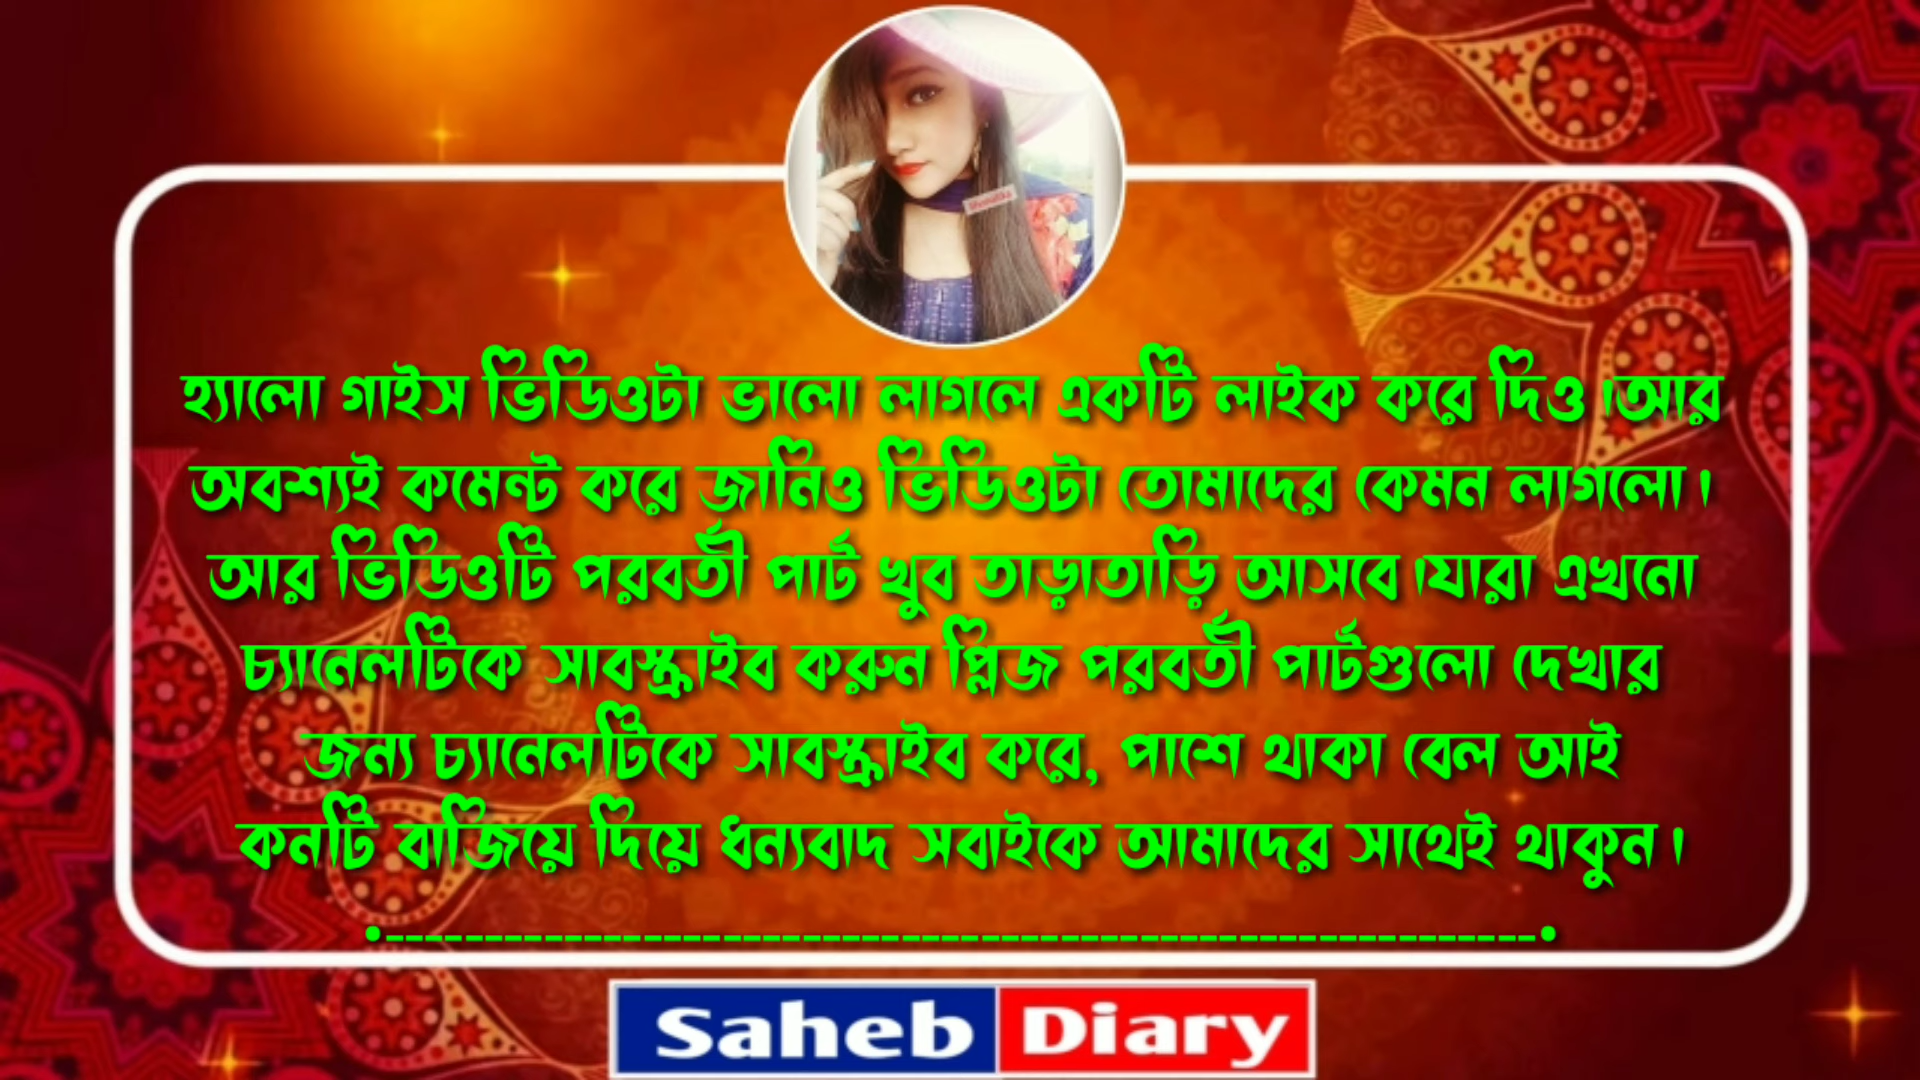 হ্যালো গাইস ভিডিওটা ভালো লাগলে একটি লাইক করে দিও।আর
অবশ্যই কমেন্ট করে জানিও ভিডিওটা তোমাদের কেমন লাগলো।
আর ভিডিওটি পরবর্তী পার্ট খুব তাড়াতাড়ি আসবে।যারা এখনো
চ্যানেলটিকে সাবস্ক্রাইব করুন প্লিজ পরবর্তী পার্টগুলো দেখার
জন্য চ্যানেলটিকে সাবস্ক্রাইব করে, পাশে থাকা বেল আই
কনটি বাজিয়ে দিয়ে ধন্যবাদ সবাইকে আমাদের সাথেই থাকুন।
Saheb Diary